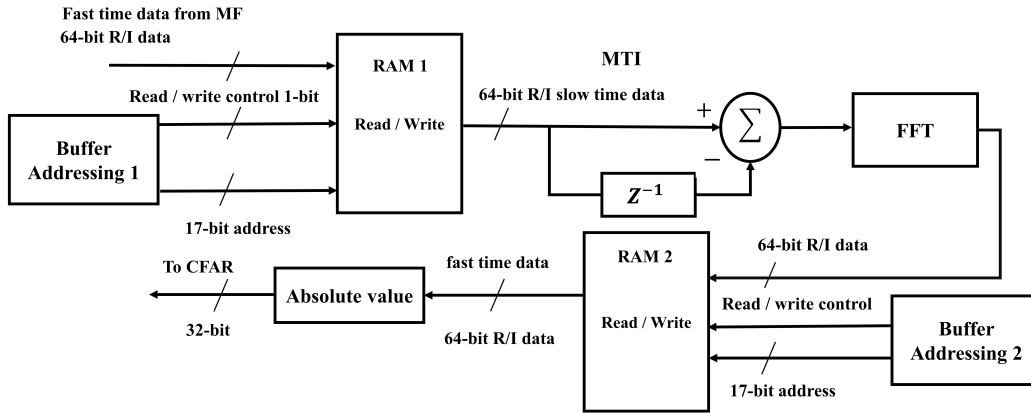 Fast time data from MF
64-bit R/I data
RAM 1
Read / Write
Read / write control 1-bit
Buffer
Addressing 1
17-bit address
MTI
64-bit R/I slow time data
+
−
∑
Z⁻¹
FFT
64-bit R/I data
RAM 2
Read / Write
Read / write control
Buffer
Addressing 2
17-bit address
fast time data
64-bit R/I data
Absolute value
To CFAR
32-bit